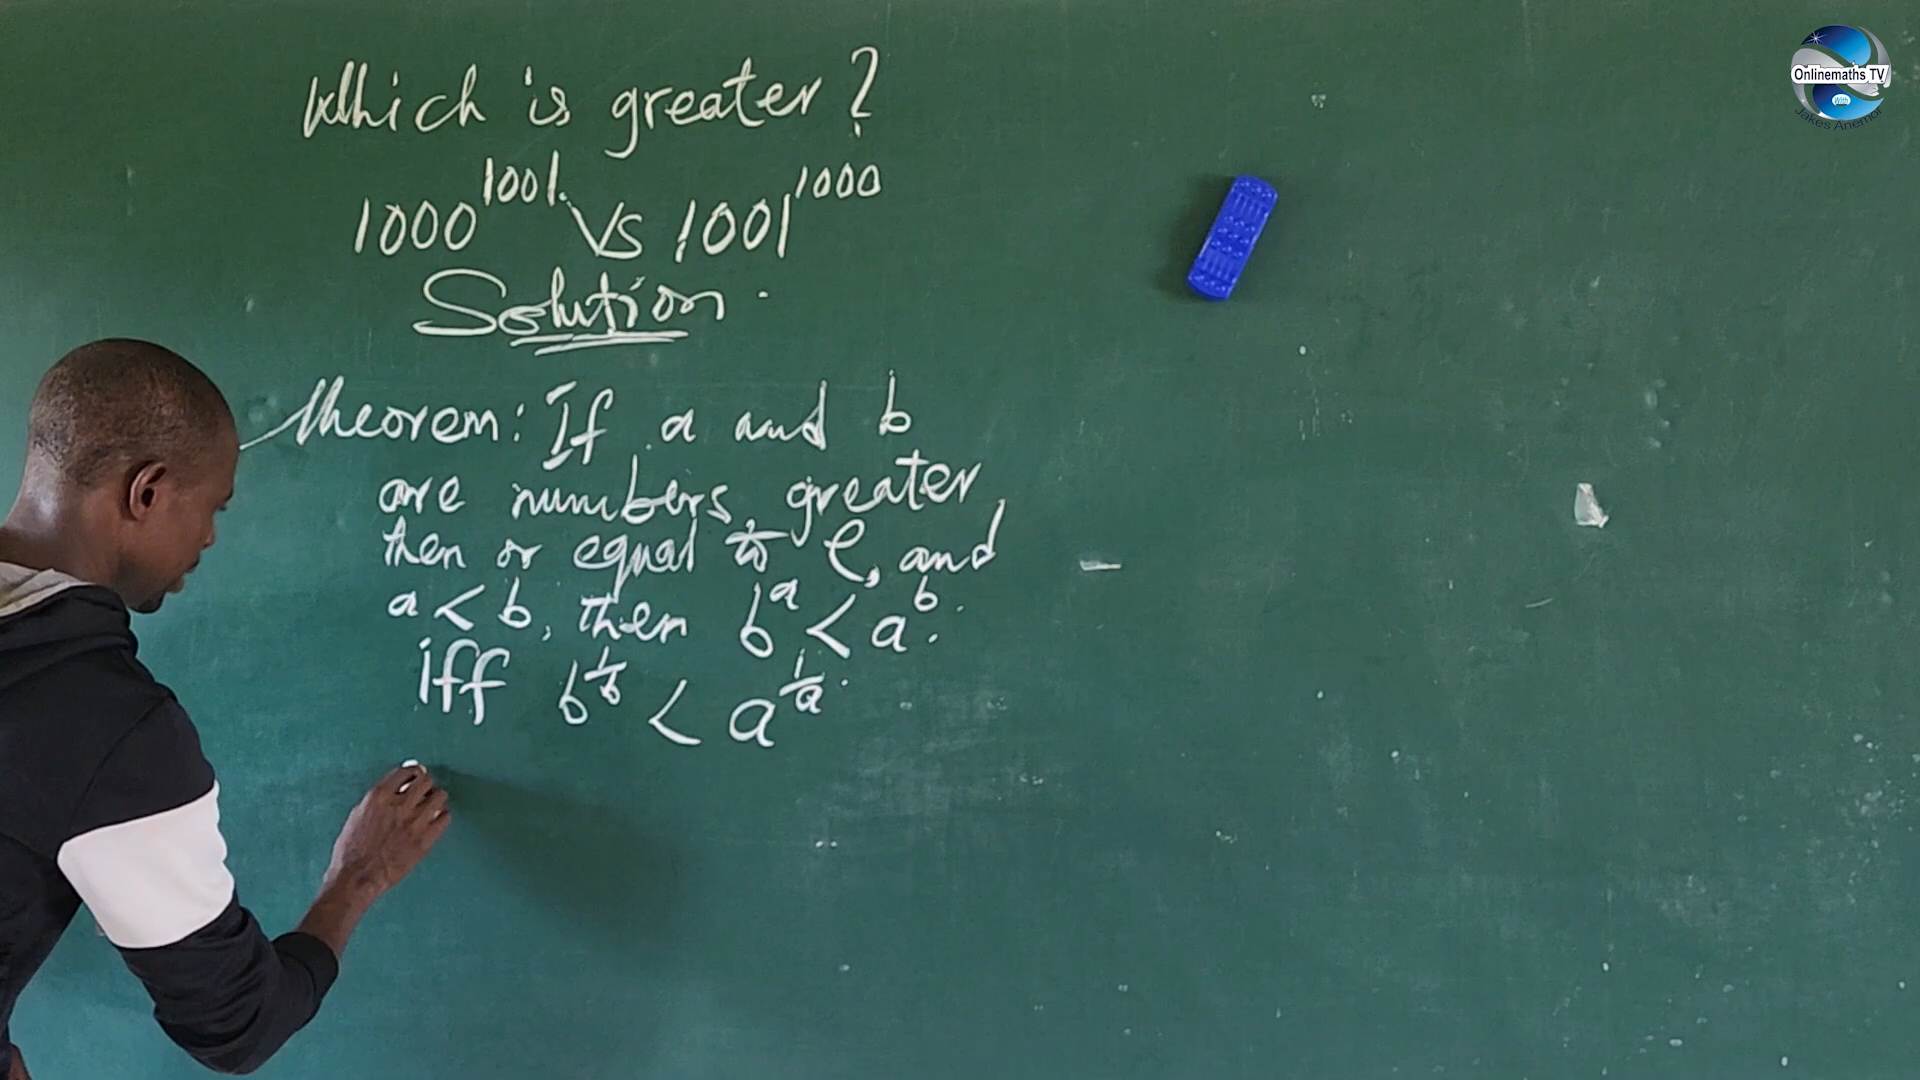 Which is greater?
1000^1001. vs 1001^1000
Solution.
Theorem: If a and b
are numbers greater
then or equal to e, and
a < b, then b^a < a^b.
iff b^1/b < a^1/a.
Onlinemaths TV
With
Jakes Anemor